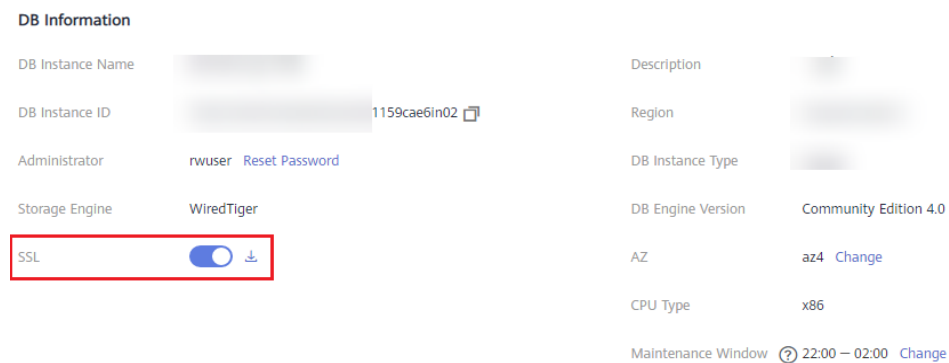 DB Information
DB Instance Name
Description
DB Instance ID 1159cae6in02
Region
Administrator rwuser Reset Password
DB Instance Type
Storage Engine WiredTiger
DB Engine Version Community Edition 4.0
SSL
AZ az4 Change
CPU Type x86
Maintenance Window ? 22:00 – 02:00 Change